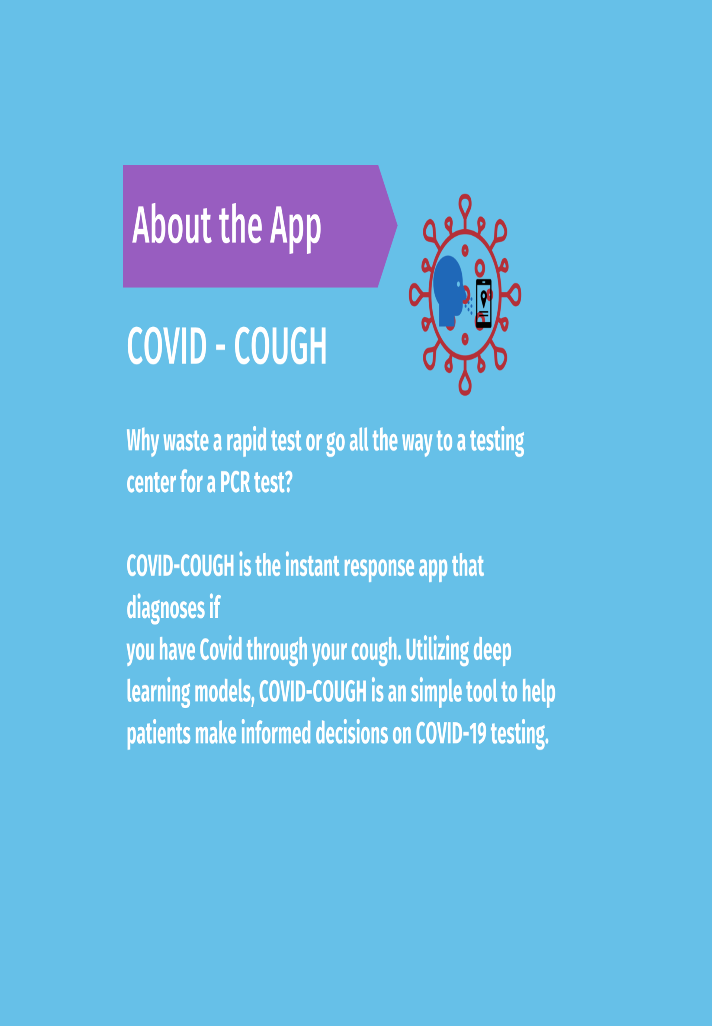 About the App
COVID - COUGH
Why waste a rapid test or go all the way to a testing
center for a PCR test?
COVID-COUGH is the instant response app that
diagnoses if
you have Covid through your cough. Utilizing deep
learning models, COVID-COUGH is an simple tool to help
patients make informed decisions on COVID-19 testing.